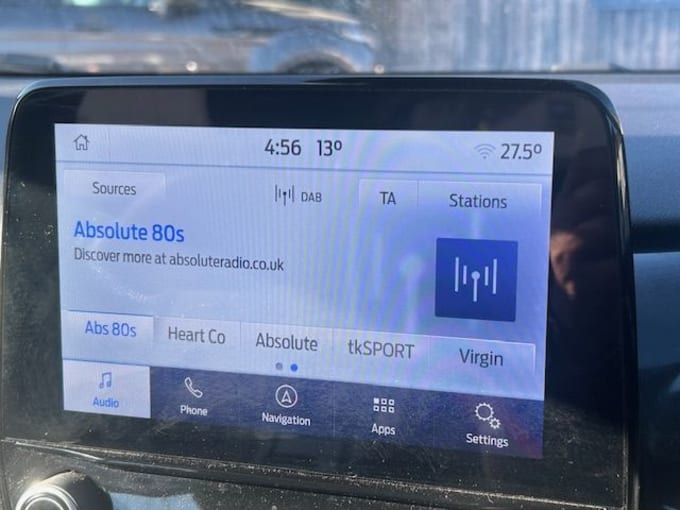 4:56 13º 27.5º
Sources DAB TA Stations
Absolute 80s
Discover more at absoluteradio.co.uk
Abs 80s Heart Co Absolute tkSPORT Virgin
Audio Phone Navigation Apps Settings